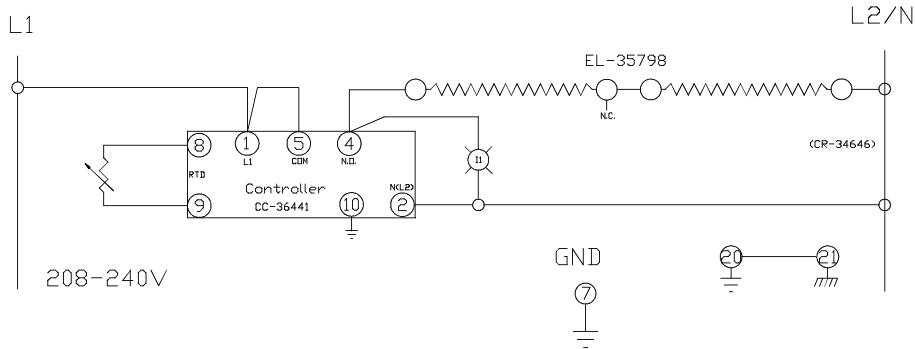 L1
L2/N
EL-35798
N.C.
8
1
5
4
L1
COM
N.O.
I1
(CR-34646)
RTD
Controller
N(L2)
CC-36441
9
10
2
208-240V
GND
20
21
7